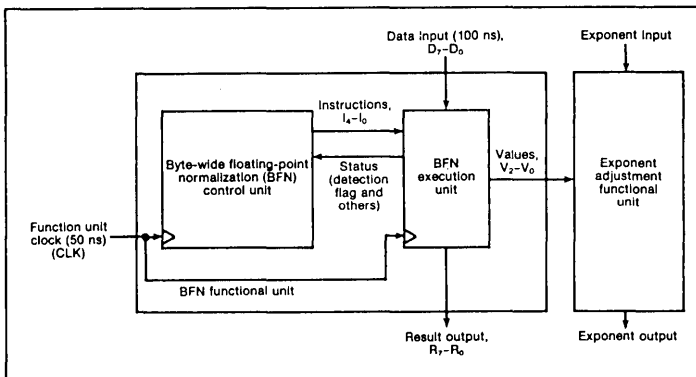 Data input (100 ns),
D₇–D₀
Exponent input
Instructions,
I₄–I₀
Byte-wide floating-point
normalization (BFN)
control unit
Status
(detection
flag and
others)
BFN
execution
unit
Values,
V₂–V₀
Exponent
adjustment
functional
unit
Function unit
clock (50 ns)
(CLK)
BFN functional unit
Result output,
R₇–R₀
Exponent output